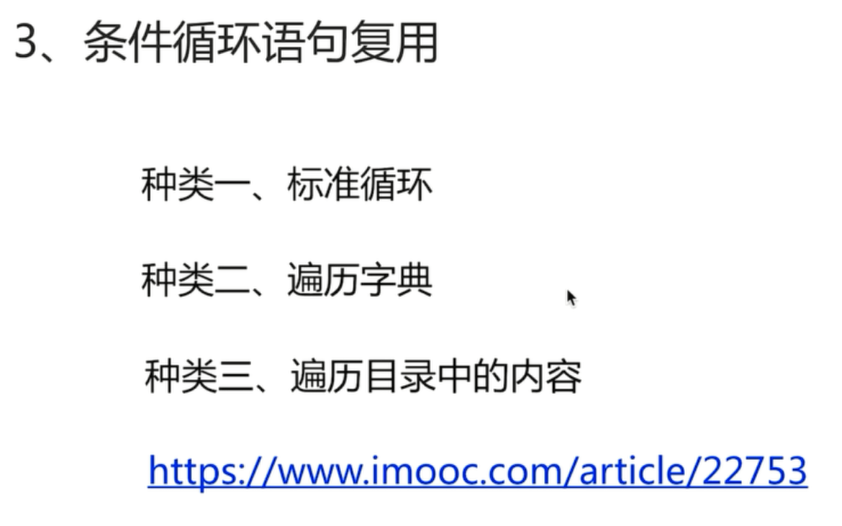 3、条件循环语句复用
种类一、标准循环
种类二、遍历字典
种类三、遍历目录中的内容
https://www.imooc.com/article/22753